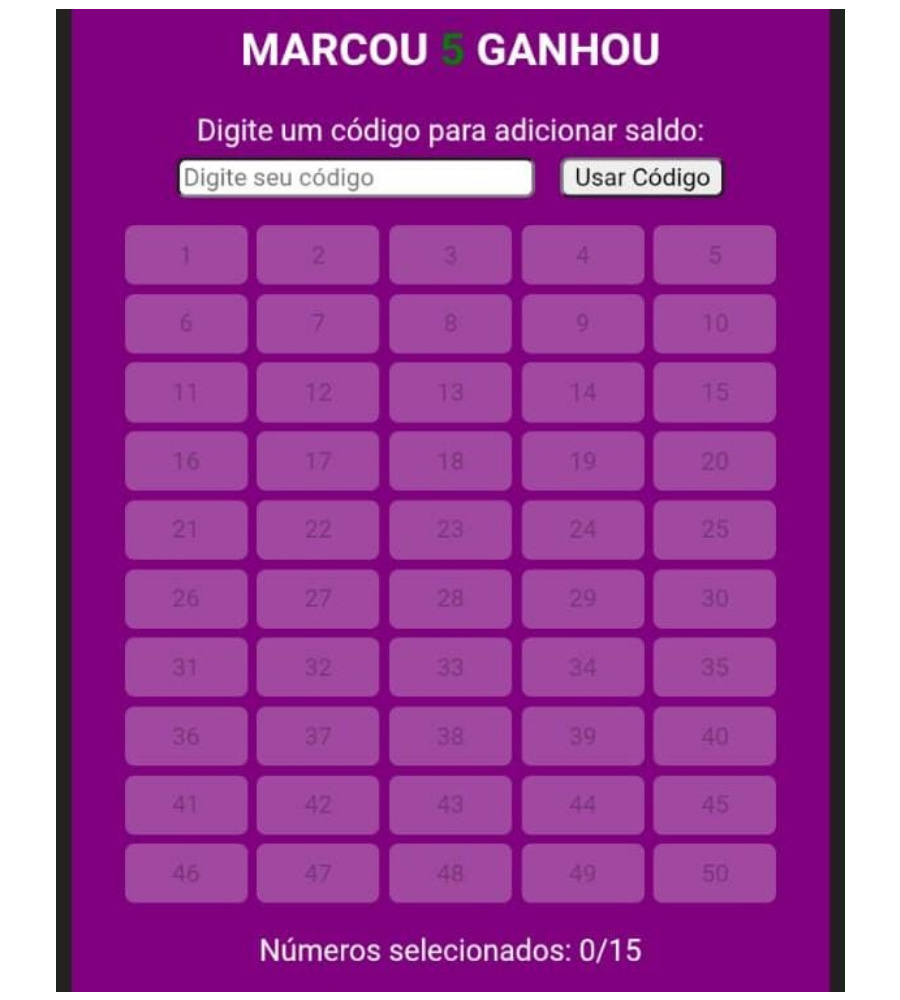 MARCOU 5 GANHOU
Digite um código para adicionar saldo:
Digite seu código Usar Código
1 2 3 4 5
6 7 8 9 10
11 12 13 14 15
16 17 18 19 20
21 22 23 24 25
26 27 28 29 30
31 32 33 34 35
36 37 38 39 40
41 42 43 44 45
46 47 48 49 50
Números selecionados: 0/15